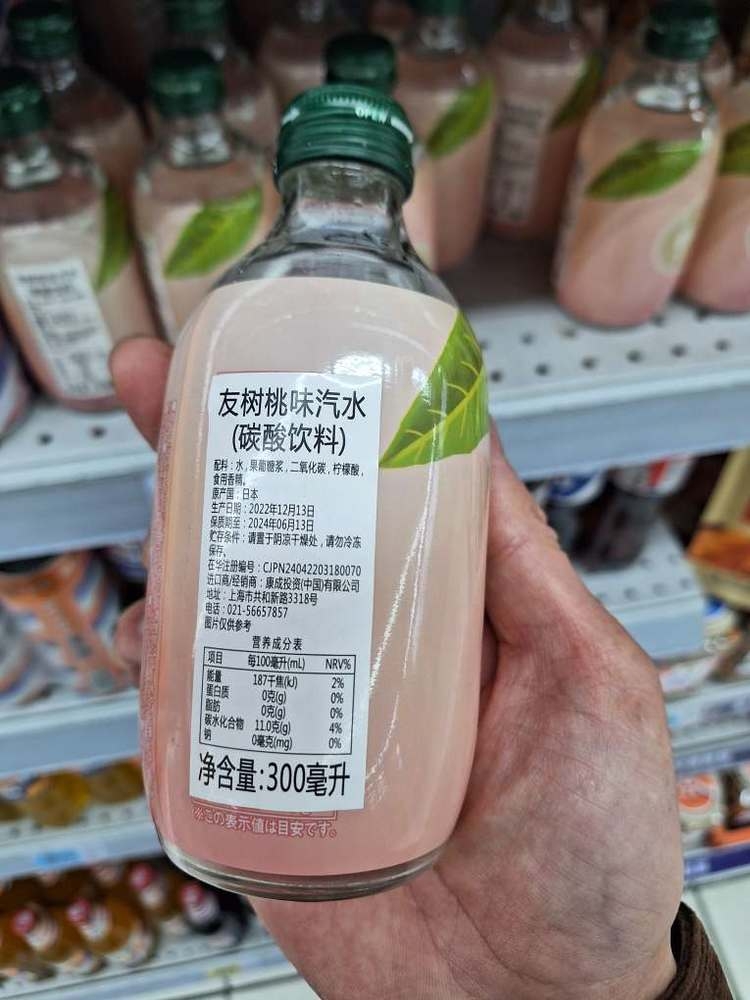 OPEN
友树桃味汽水
(碳酸饮料)
配料：水，果葡糖浆，二氧化碳，柠檬酸，
食用香精。
原产国：日本
生产日期：2022年12月13日
保质期至：2024年06月13日
贮存条件：请置于阴凉干燥处，请勿冷冻
保存。
在华注册编号：CJPN24042203180070
进口商/经销商：康成投资(中国)有限公司
地址：上海市共和新路3318号
电话：021-56657857
图片仅供参考
营养成分表
项目 每100毫升(mL) NRV%
能量 187千焦(kJ) 2%
蛋白质 0克(g) 0%
脂肪 0克(g) 0%
碳水化合物 11.0克(g) 4%
钠 0毫克(mg) 0%
净含量:300毫升
※この表示値は目安です。